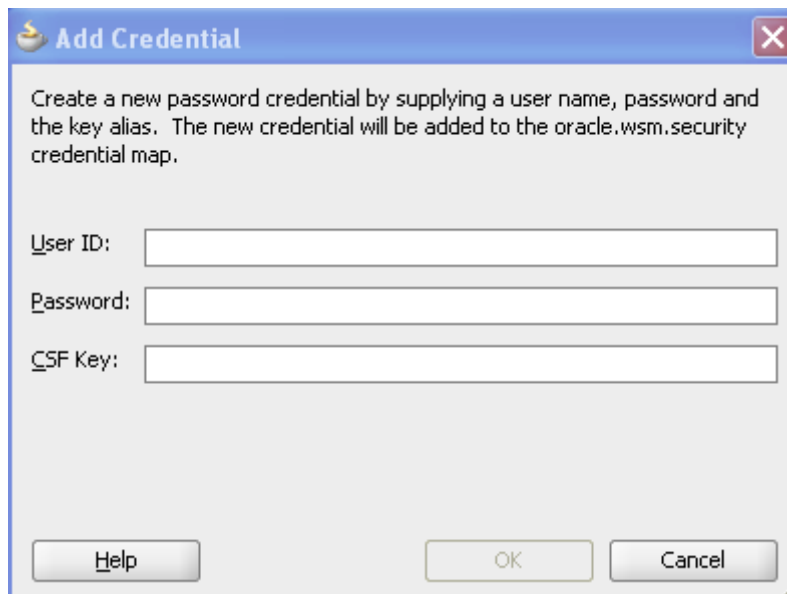 Add Credential
Create a new password credential by supplying a user name, password and
the key alias.  The new credential will be added to the oracle.wsm.security
credential map.
User ID:
Password:
CSF Key:
Help OK Cancel